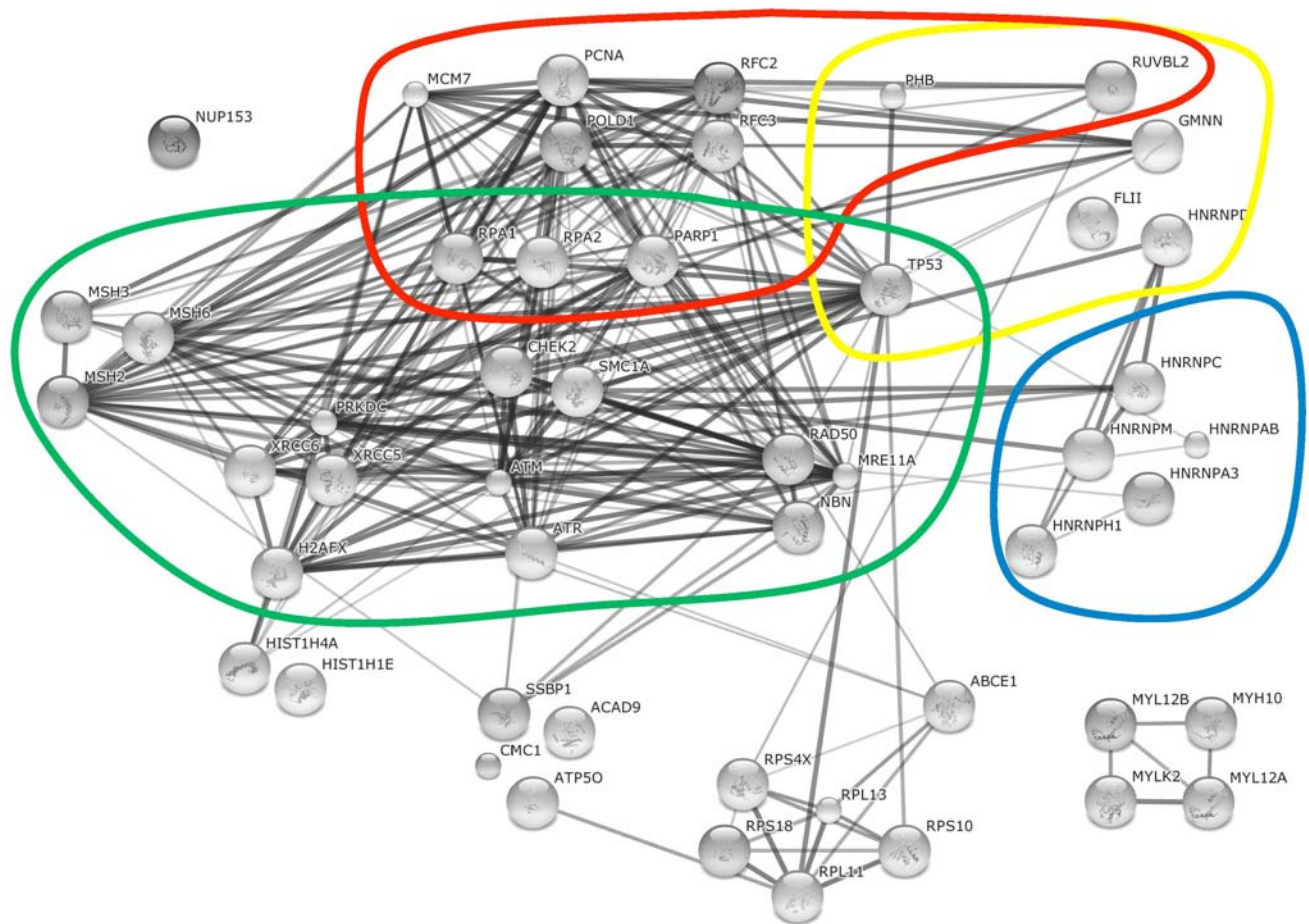 PCNA
RFC2
PHB
RUVBL2
MCM7
NUP153
POLD1
RFC3
GMNN
FLII
HNRNPD
RPA1
RPA2
PARP1
TP53
MSH3
MSH6
CHEK2
SMC1A
HNRNPC
MSH2
PRKDC
HNRNPM
HNRNPAB
XRCC6
XRCC5
RAD50
ATM
MRE11A
HNRNPA3
NBN
HNRNPH1
H2AFX
ATR
HIST1H4A
HIST1H1E
SSBP1
ACAD9
ABCE1
MYL12B
MYH10
CMC1
RPS4X
ATP5O
RPL13
MYLK2
MYL12A
RPS18
RPS10
RPL11